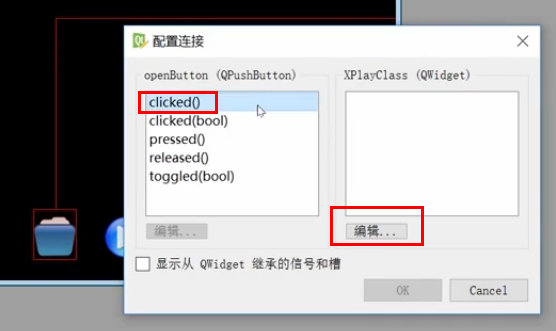 配置连接
openButton (QPushButton)
clicked()
clicked(bool)
pressed()
released()
toggled(bool)
编辑...
XPlayClass (QWidget)
编辑...
显示从 QWidget 继承的信号和槽
OK
Cancel